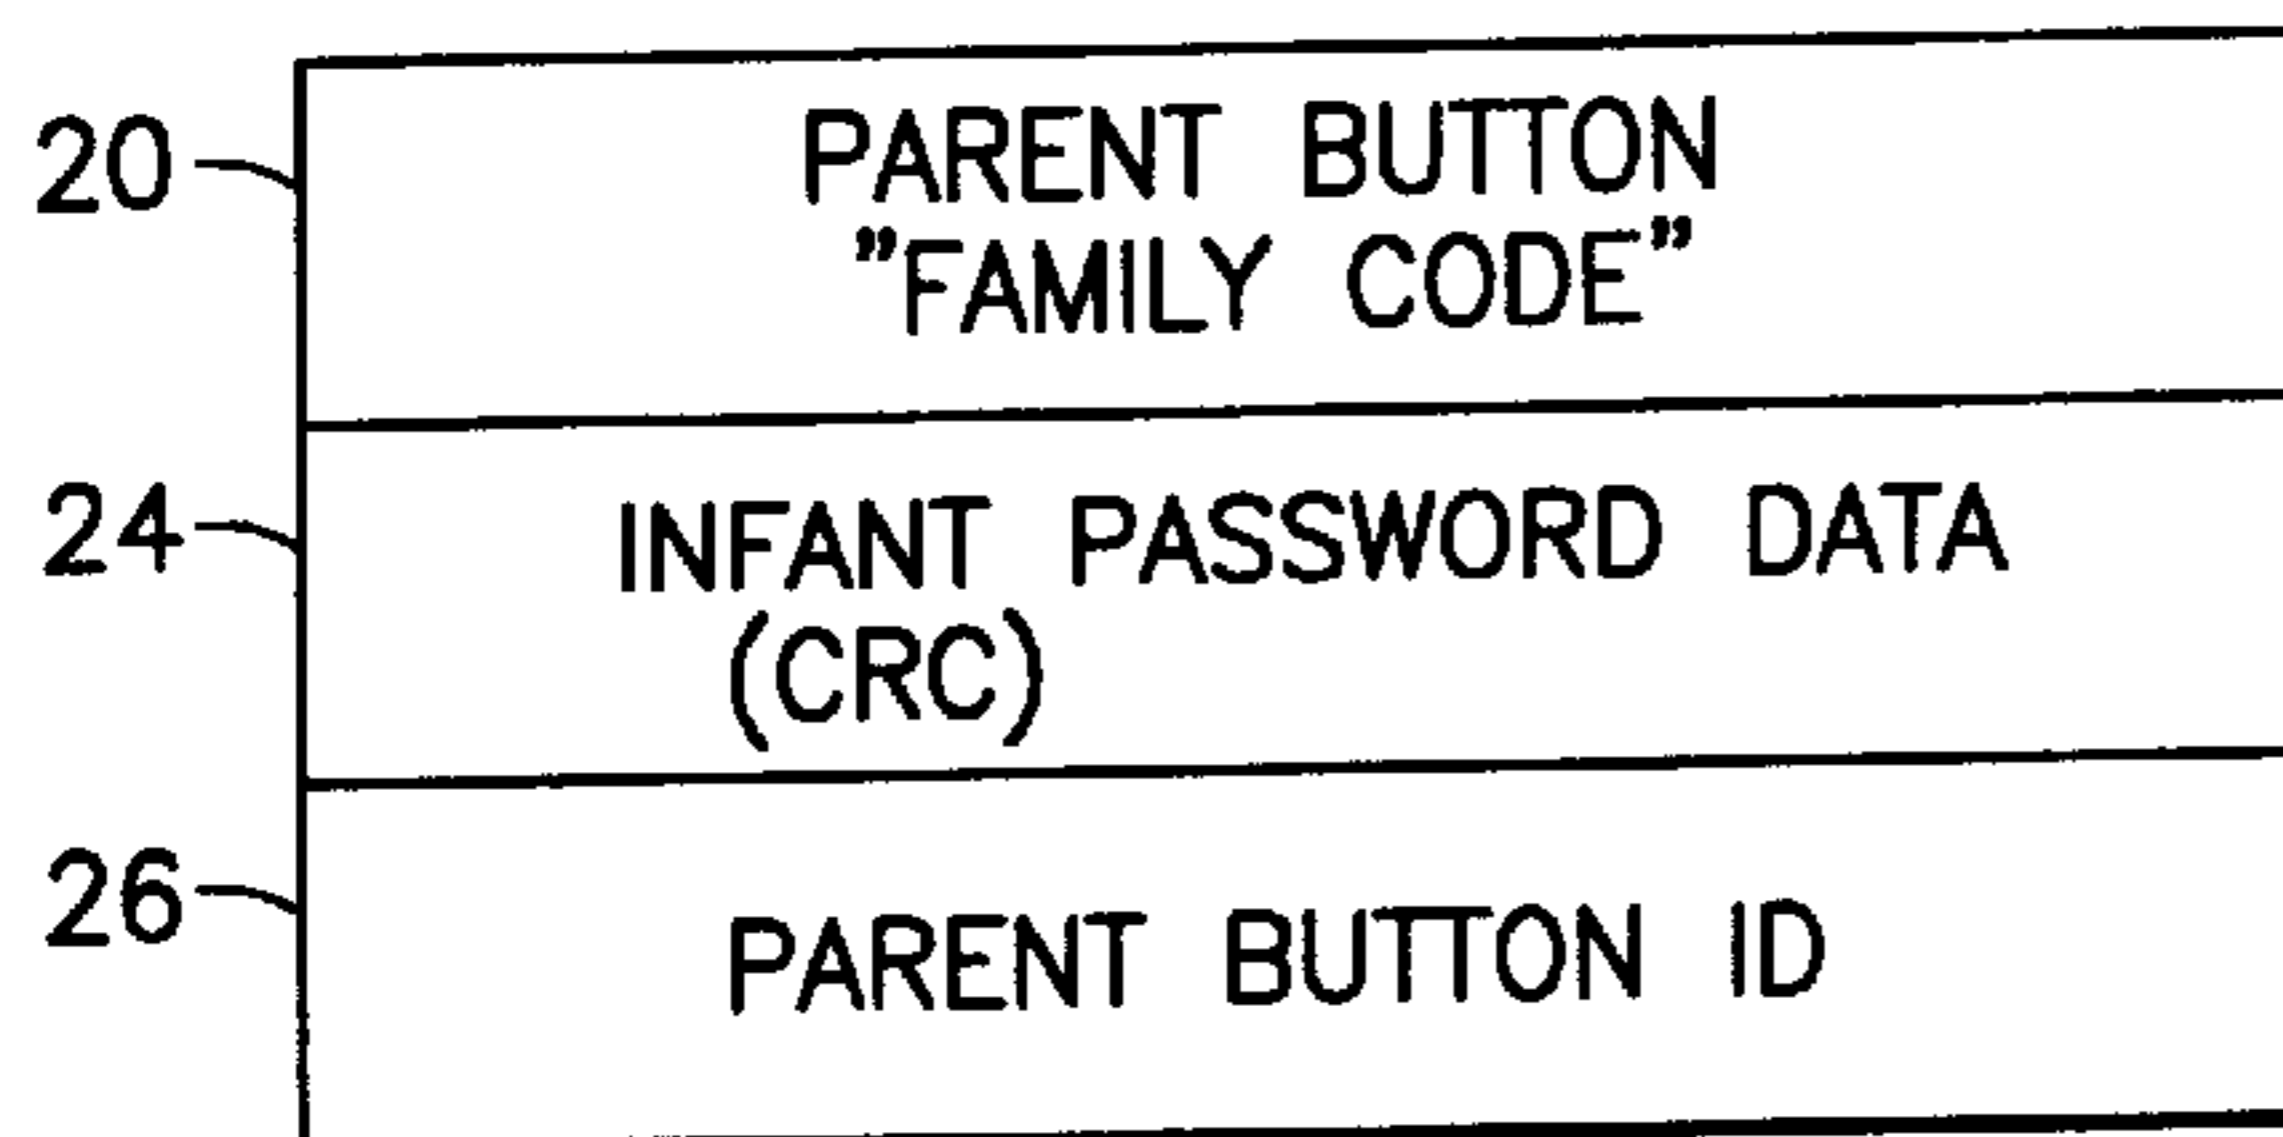 20
PARENT BUTTON
"FAMILY CODE"
24
INFANT PASSWORD DATA
(CRC)
26
PARENT BUTTON ID